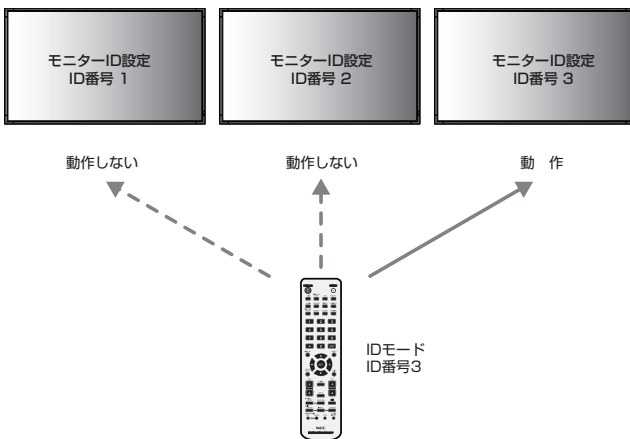 モニターID設定
ID番号 1
モニターID設定
ID番号 2
モニターID設定
ID番号 3
動作しない
動作しない
動 作
IDモード
ID番号3
NEC